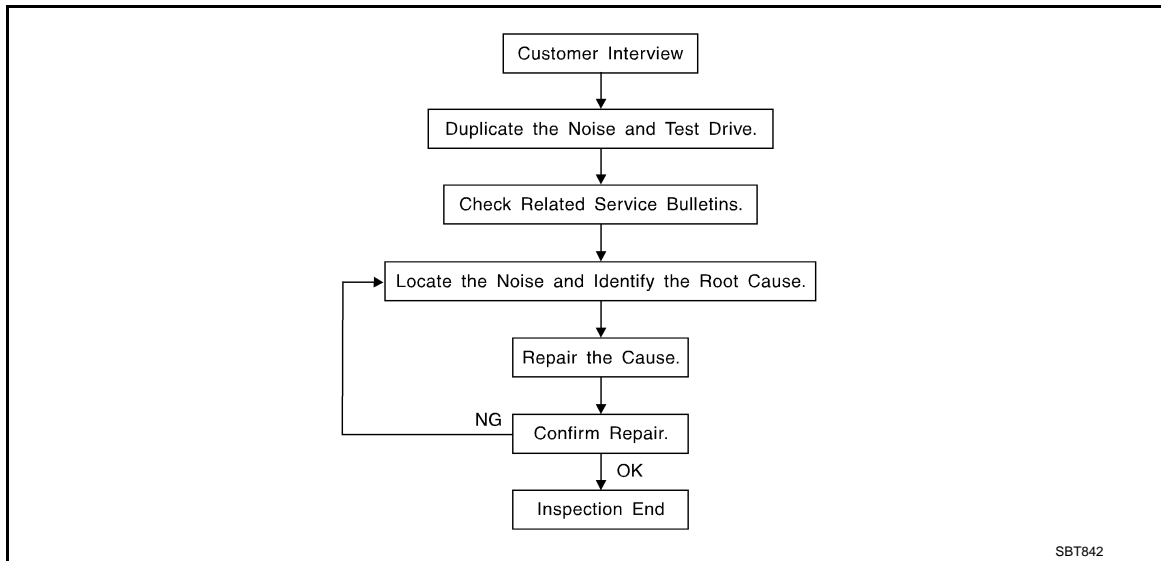 Customer Interview
Duplicate the Noise and Test Drive.
Check Related Service Bulletins.
Locate the Noise and Identify the Root Cause.
Repair the Cause.
NG
Confirm Repair.
OK
Inspection End
SBT842